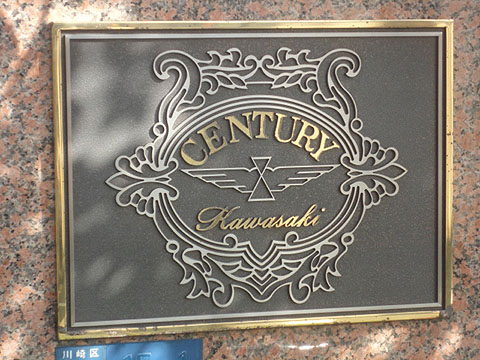 CENTURY
Kawasaki
川崎区